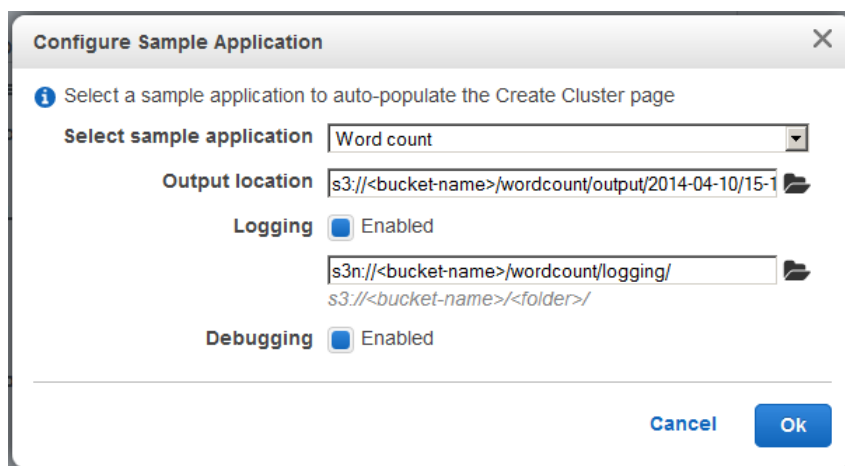 Configure Sample Application
Select a sample application to auto-populate the Create Cluster page
Select sample application Word count
Output location s3://<bucket-name>/wordcount/output/2014-04-10/15-1
Logging Enabled
s3n://<bucket-name>/wordcount/logging/
s3://<bucket-name>/<folder>/
Debugging Enabled
Cancel Ok